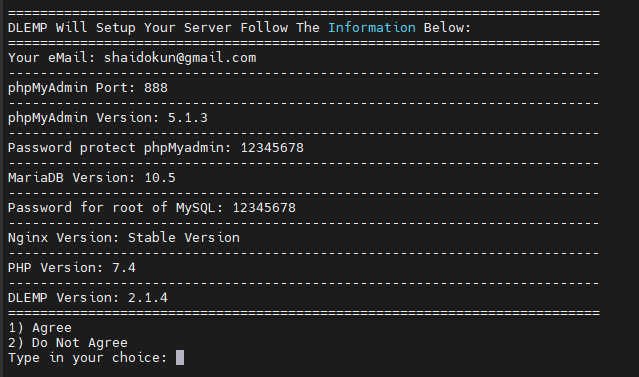 ==========================================================================
DLEMP Will Setup Your Server Follow The Information Below:
==========================================================================
Your eMail: shaidokun@gmail.com
--------------------------------------------------------------------------
phpMyAdmin Port: 888
--------------------------------------------------------------------------
phpMyAdmin Version: 5.1.3
--------------------------------------------------------------------------
Password protect phpMyadmin: 12345678
--------------------------------------------------------------------------
MariaDB Version: 10.5
--------------------------------------------------------------------------
Password for root of MySQL: 12345678
--------------------------------------------------------------------------
Nginx Version: Stable Version
--------------------------------------------------------------------------
PHP Version: 7.4
--------------------------------------------------------------------------
DLEMP Version: 2.1.4
==========================================================================
1) Agree
2) Do Not Agree
Type in your choice: